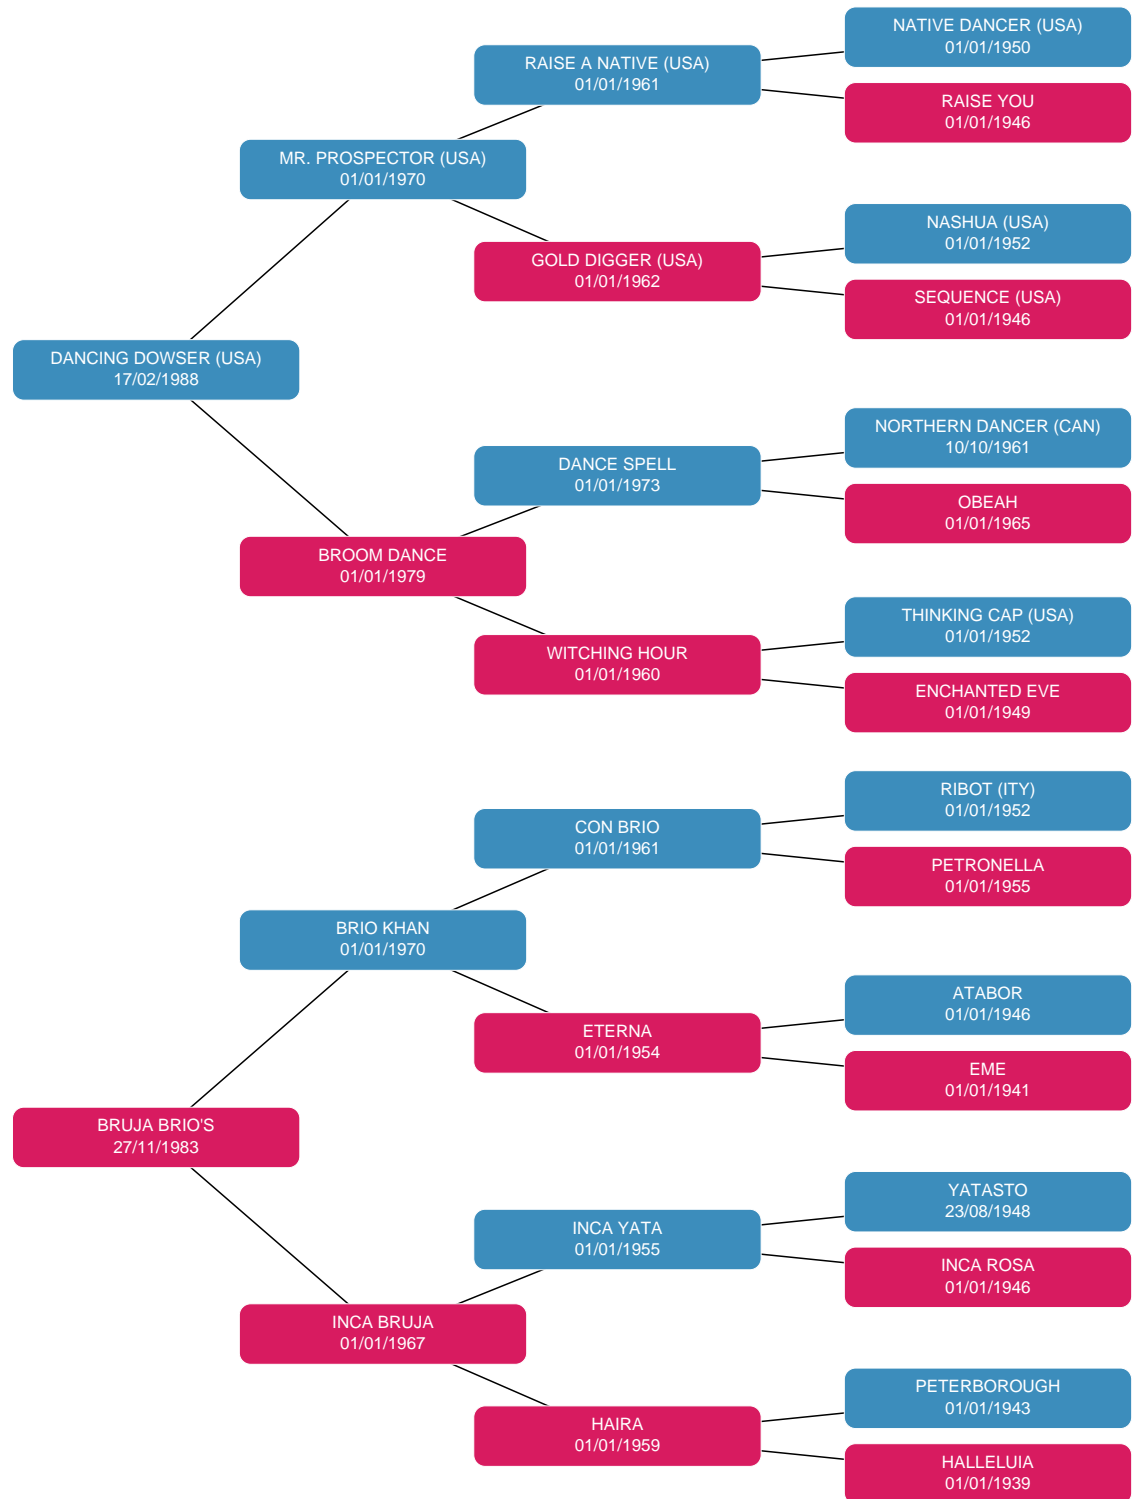 NATIVE DANCER (USA)
01/01/1950
RAISE A NATIVE (USA)
01/01/1961
RAISE YOU
01/01/1946
MR. PROSPECTOR (USA)
01/01/1970
NASHUA (USA)
01/01/1952
GOLD DIGGER (USA)
01/01/1962
SEQUENCE (USA)
01/01/1946
DANCING DOWSER (USA)
17/02/1988
NORTHERN DANCER (CAN)
10/10/1961
DANCE SPELL
01/01/1973
OBEAH
01/01/1965
BROOM DANCE
01/01/1979
THINKING CAP (USA)
01/01/1952
WITCHING HOUR
01/01/1960
ENCHANTED EVE
01/01/1949
RIBOT (ITY)
01/01/1952
CON BRIO
01/01/1961
PETRONELLA
01/01/1955
BRIO KHAN
01/01/1970
ATABOR
01/01/1946
ETERNA
01/01/1954
EME
01/01/1941
BRUJA BRIO'S
27/11/1983
YATASTO
23/08/1948
INCA YATA
01/01/1955
INCA ROSA
01/01/1946
INCA BRUJA
01/01/1967
PETERBOROUGH
01/01/1943
HAIRA
01/01/1959
HALLELUIA
01/01/1939